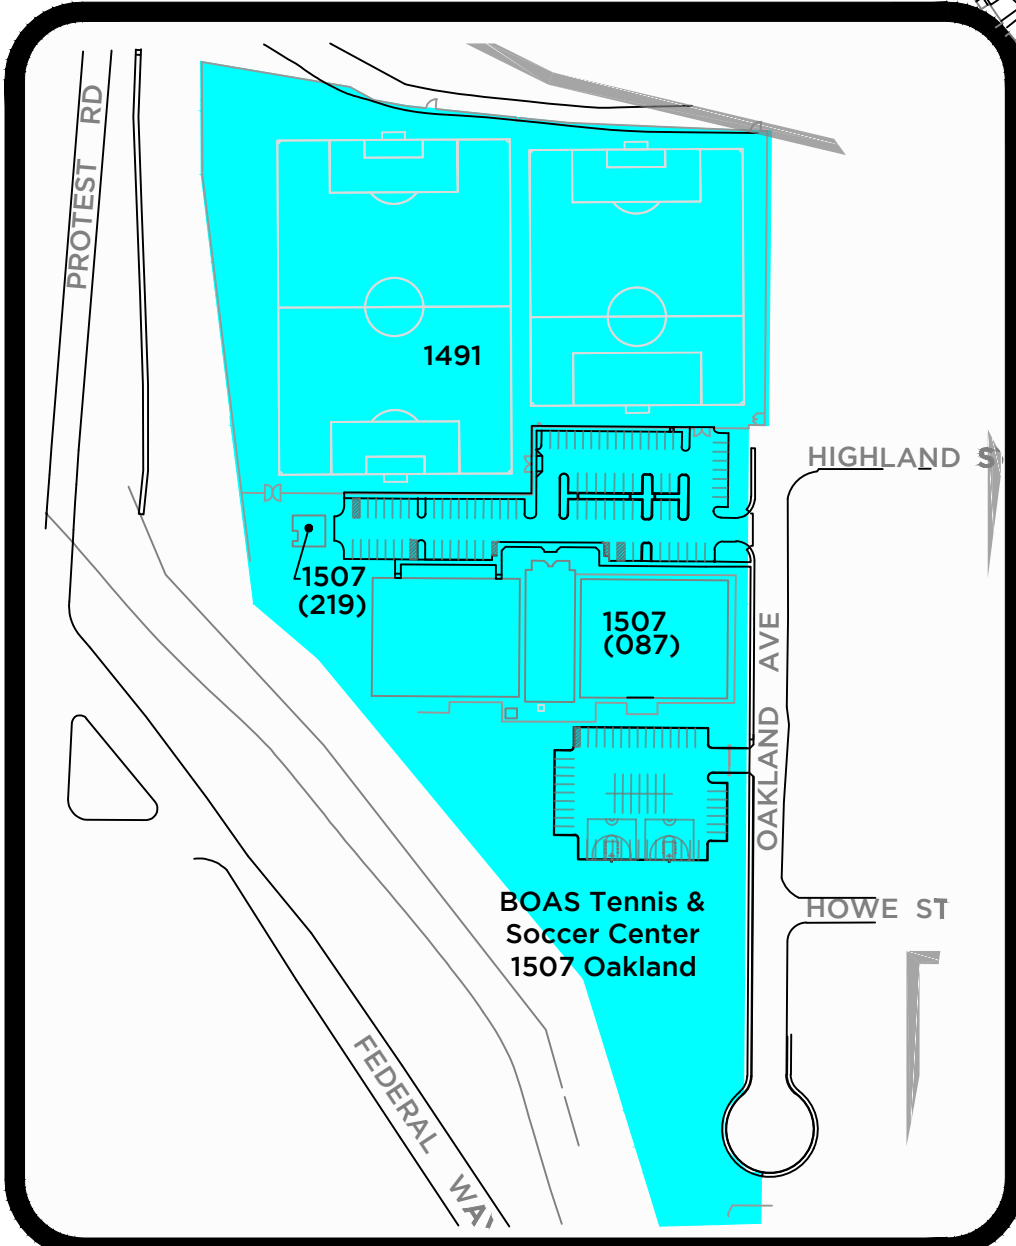 PROTEST RD
1491
HIGHLAND S
1507
(219)
1507
(087)
OAKLAND AVE
BOAS Tennis &
Soccer Center
1507 Oakland
HOWE ST
FEDERAL WAY